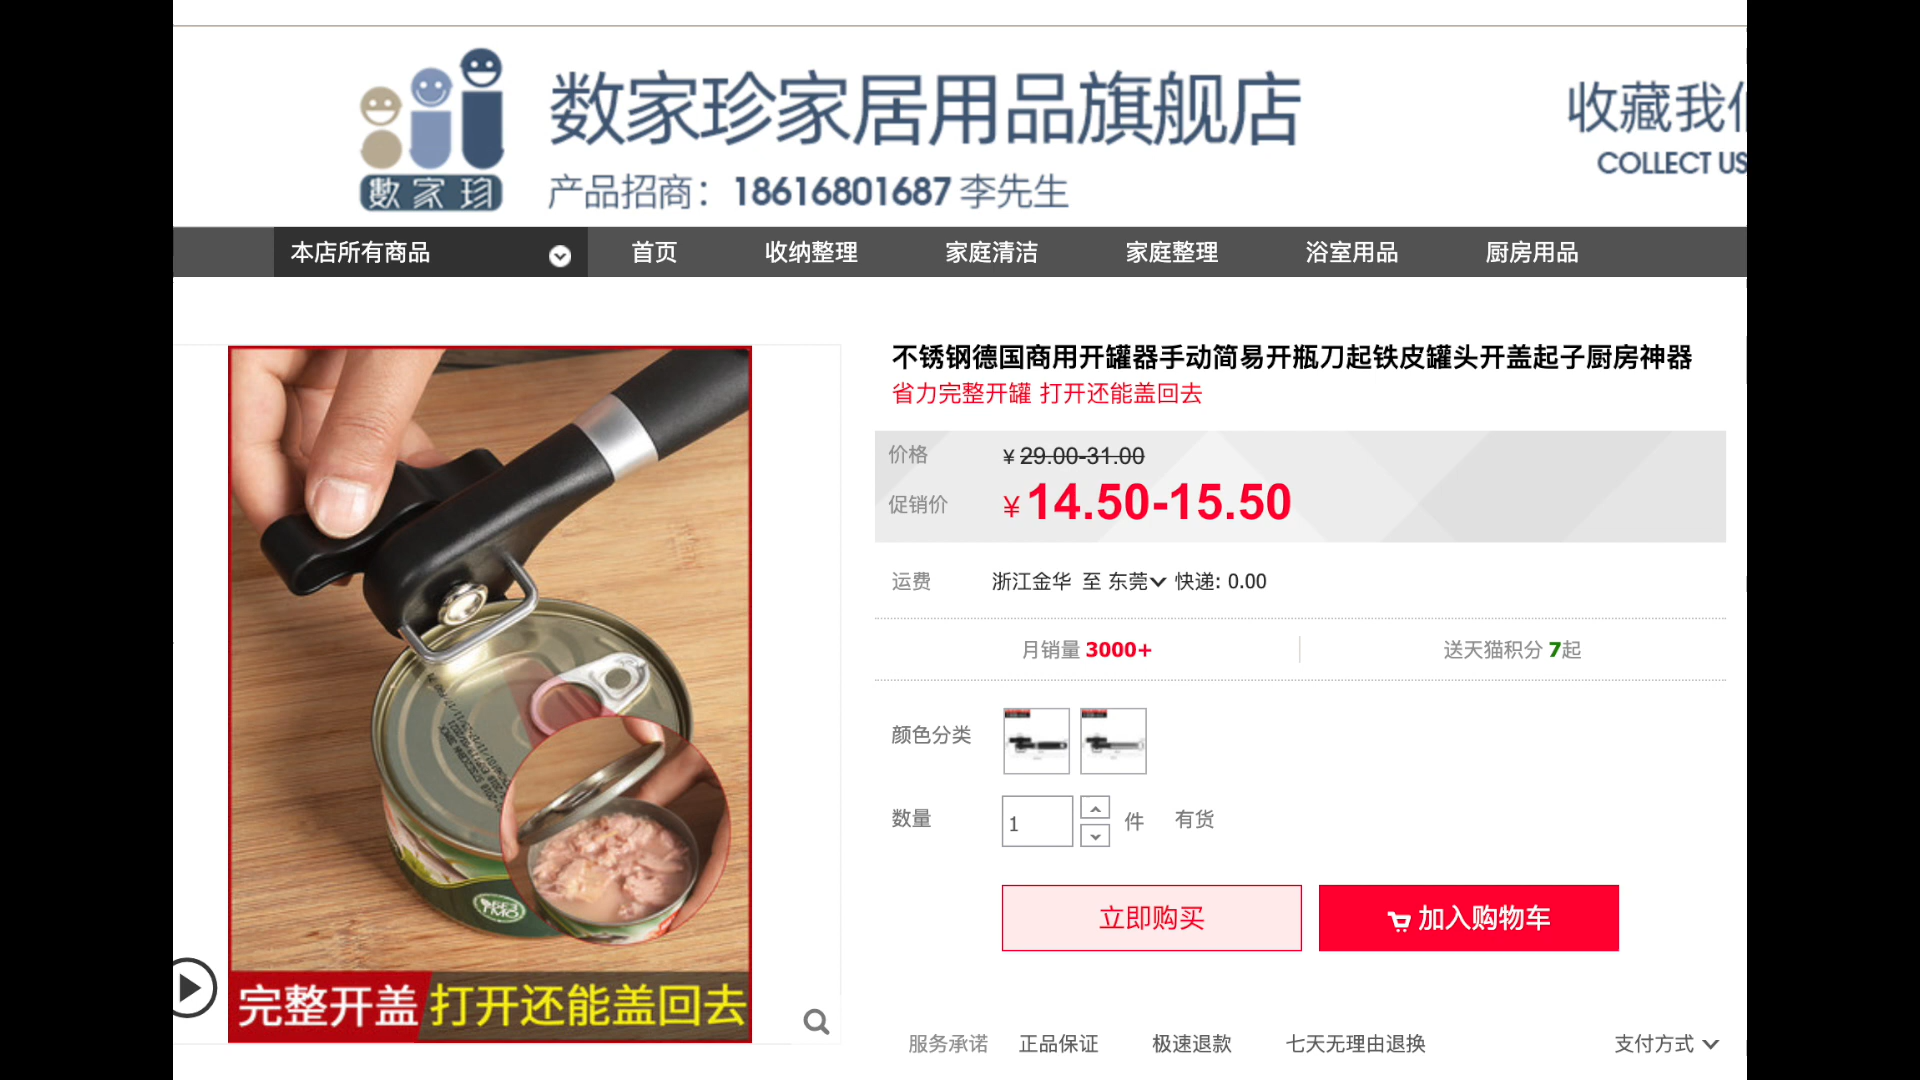 数家珍家居用品旗舰店
數家珍
产品招商：18616801687 李先生
收藏我们
COLLECT US
本店所有商品
首页
收纳整理
家庭清洁
家庭整理
浴室用品
厨房用品
不锈钢德国商用开罐器手动简易开瓶刀起铁皮罐头开盖起子厨房神器
省力完整开罐 打开还能盖回去
价格 ¥ 29.00-31.00
促销价 ¥ 14.50-15.50
运费 浙江金华 至 东莞 快递: 0.00
月销量 3000+
送天猫积分 7起
颜色分类
数量 1 件 有货
立即购买
加入购物车
完整开盖 打开还能盖回去
服务承诺 正品保证 极速退款 七天无理由退换
支付方式